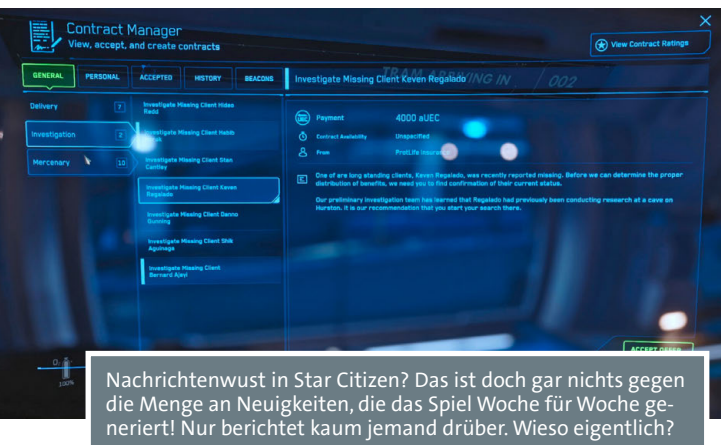 Contract Manager
View, accept, and create contracts
View Contract Ratings
GENERAL PERSONAL ACCEPTED HISTORY BEACONS
Investigate Missing Client Keven Regalado
TRAM ARRIVING IN / 002
Delivery 7
Investigation 2
Mercenary 10
Investigate Missing Client Hidea
Redd
Investigate Missing Client Habib
Investigate Missing Client Stan
Cantley
Investigate Missing Client Keven
Regalado
Investigate Missing Client Danno
Gunning
Investigate Missing Client Shik
Aguinaga
Investigate Missing Client
Bernard Ajayi
Payment 4000 aUEC
Contract Availability Unspecified
From ProtLife Insurance
One of are long standing clients, Keven Regalado, was recently reported missing. Before we can determine the proper
distribution of benefits, we need you to find confirmation of their current status.
Our preliminary investigation team has learned that Regalado had previously been conducting research at a cave on
Hurston. It is our recommendation that you start your search there.
ACCEPT OFFER
100%
Nachrichtenwust in Star Citizen? Das ist doch gar nichts gegen
die Menge an Neuigkeiten, die das Spiel Woche für Woche ge-
neriert! Nur berichtet kaum jemand drüber. Wieso eigentlich?